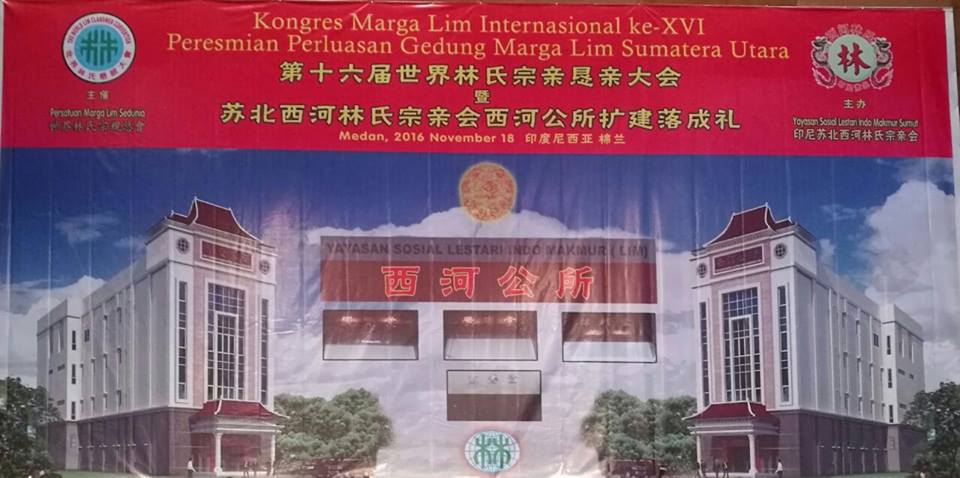 Kongres Marga Lim Internasional ke-XVI
Peresmian Perluasan Gedung Marga Lim Sumatera Utara
第十六届世界林氏宗亲恳亲大会
暨
苏北西河林氏宗亲会西河公所扩建落成礼
Medan, 2016 November 18 印度尼西亚 棉兰
主催
Persatuan Marga Lim Sedunia
世界林氏宗親總會
林
主办
Yayasan Sosial Lestari Indo Makmur Sumut
印尼苏北西河林氏宗亲会
YAYASAN SOSIAL LESTARI INDO MAKMUR ( LIM)
西河公所